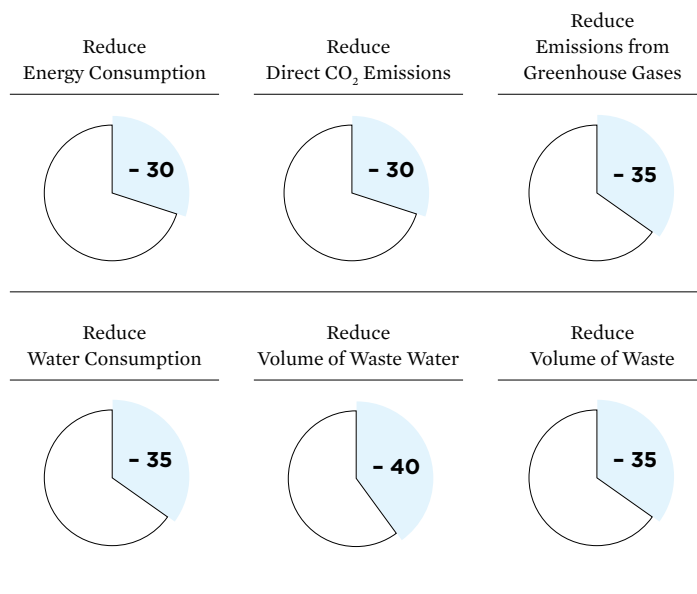 Reduce
Energy Consumption
Reduce
Direct CO₂ Emissions
Reduce
Emissions from
Greenhouse Gases
– 30
– 30
– 35
Reduce
Water Consumption
Reduce
Volume of Waste Water
Reduce
Volume of Waste
– 35
– 40
– 35